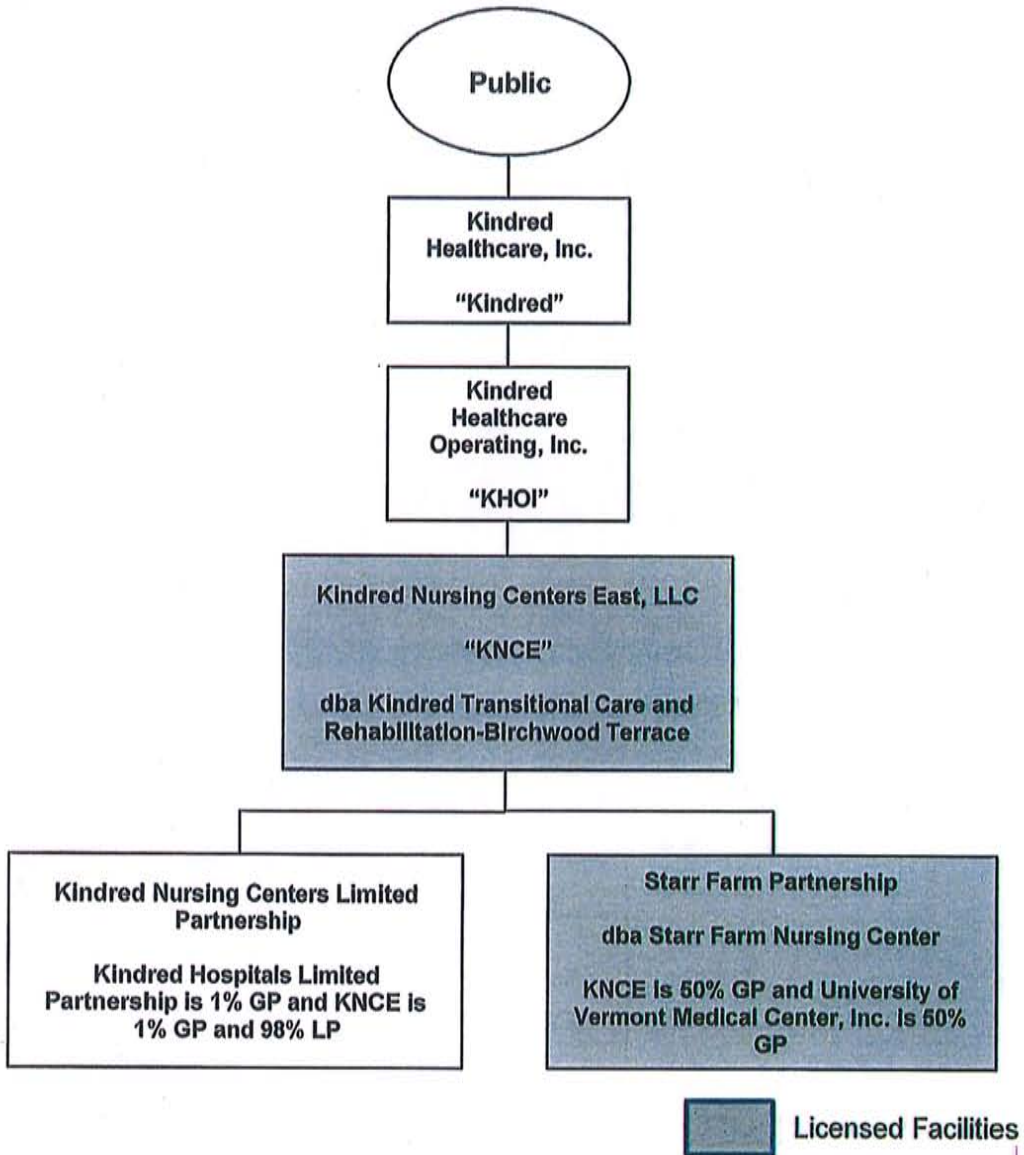 Public
Kindred
Healthcare, Inc.
“Kindred”
Kindred
Healthcare
Operating, Inc.
“KHOI”
Kindred Nursing Centers East, LLC
“KNCE”
dba Kindred Transitional Care and
Rehabilitation-Birchwood Terrace
Kindred Nursing Centers Limited
Partnership
Kindred Hospitals Limited
Partnership is 1% GP and KNCE is
1% GP and 98% LP
Starr Farm Partnership
dba Starr Farm Nursing Center
KNCE is 50% GP and University of
Vermont Medical Center, Inc. is 50%
GP
Licensed Facilities